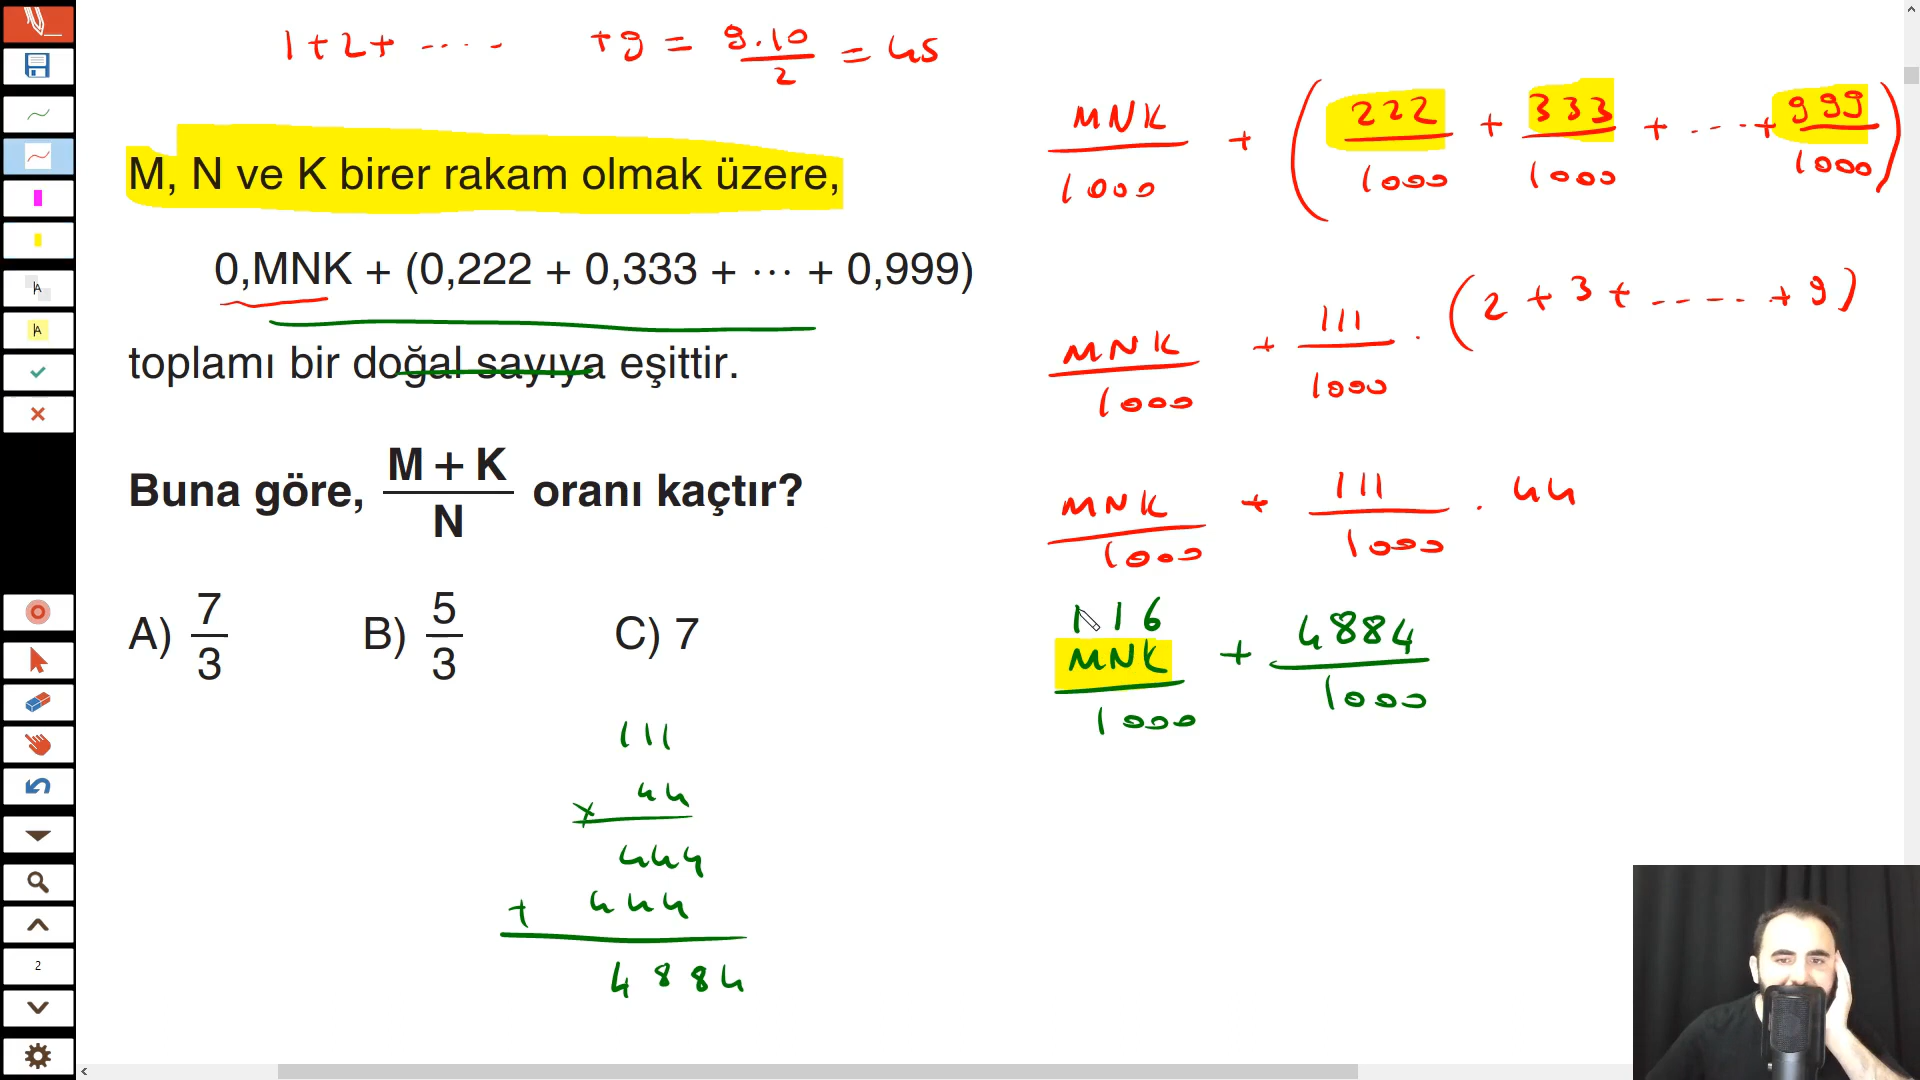 1+2+ ..... +9 = 9.10/2 = 45
M, N ve K birer rakam olmak üzere,
0,MNK + (0,222 + 0,333 + ⋯ + 0,999)
toplamı bir doğal sayıya eşittir.
Buna göre, M + K/N oranı kaçtır?
A) 7/3 B) 5/3 C) 7
111
x 44
444
+ 444
4884
MNK/1000 + (222/1000 + 333/1000 + ....+ 999/1000)
MNK/1000 + 111/1000 . (2 + 3 + ..... + 9)
MNK/1000 + 111/1000 . 44
116
MNK/1000 + 4884/1000
A
A
2